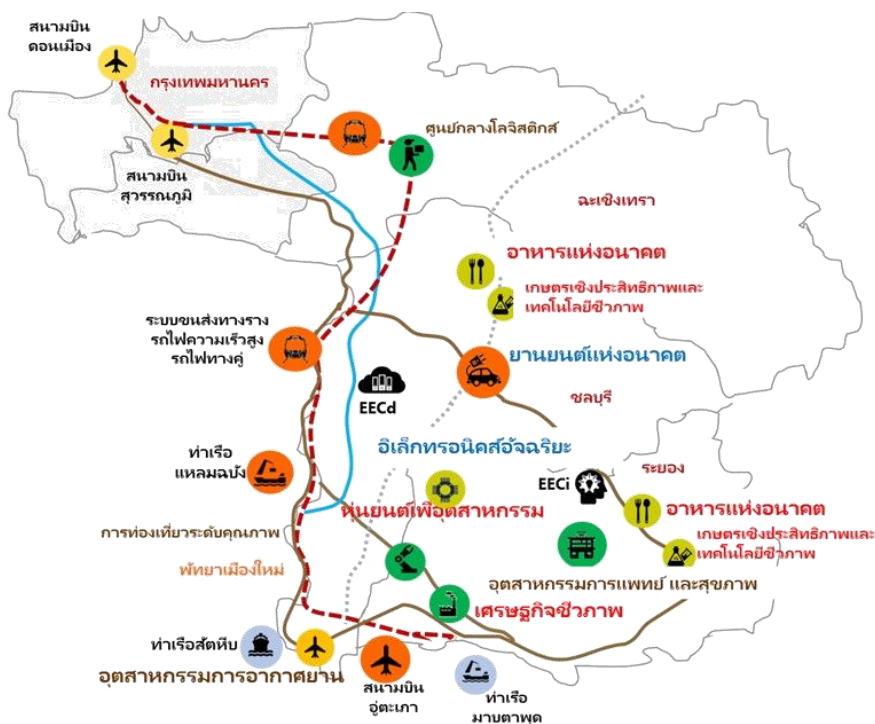 สนามบิน
ดอนเมือง
กรุงเทพมหานคร
ศูนย์กลางโลจิสติกส์
สนามบิน
สุวรรณภูมิ
ฉะเชิงเทรา
อาหารแห่งอนาคต
เกษตรเชิงประสิทธิภาพและ
เทคโนโลยีชีวภาพ
ระบบขนส่งทางราง
รถไฟความเร็วสูง
รถไฟทางคู่
ยานยนต์แห่งอนาคต
EECd
ชลบุรี
อิเล็กทรอนิคส์อัจฉริยะ
ท่าเรือ
แหลมฉบัง
EECi
ระยอง
หุ่นยนต์เพื่อุตสาหกรรม
อาหารแห่งอนาคต
เกษตรเชิงประสิทธิภาพและ
เทคโนโลยีชีวภาพ
การท่องเที่ยวระดับคุณภาพ
พัทยาเมืองใหม่
อุตสาหกรรมการแพทย์ และสุขภาพ
เศรษฐกิจชีวภาพ
ท่าเรือสัตหีบ
อุตสาหกรรมการอากาศยาน
สนามบิน
อู่ตะเภา
ท่าเรือ
มาบตาพุด